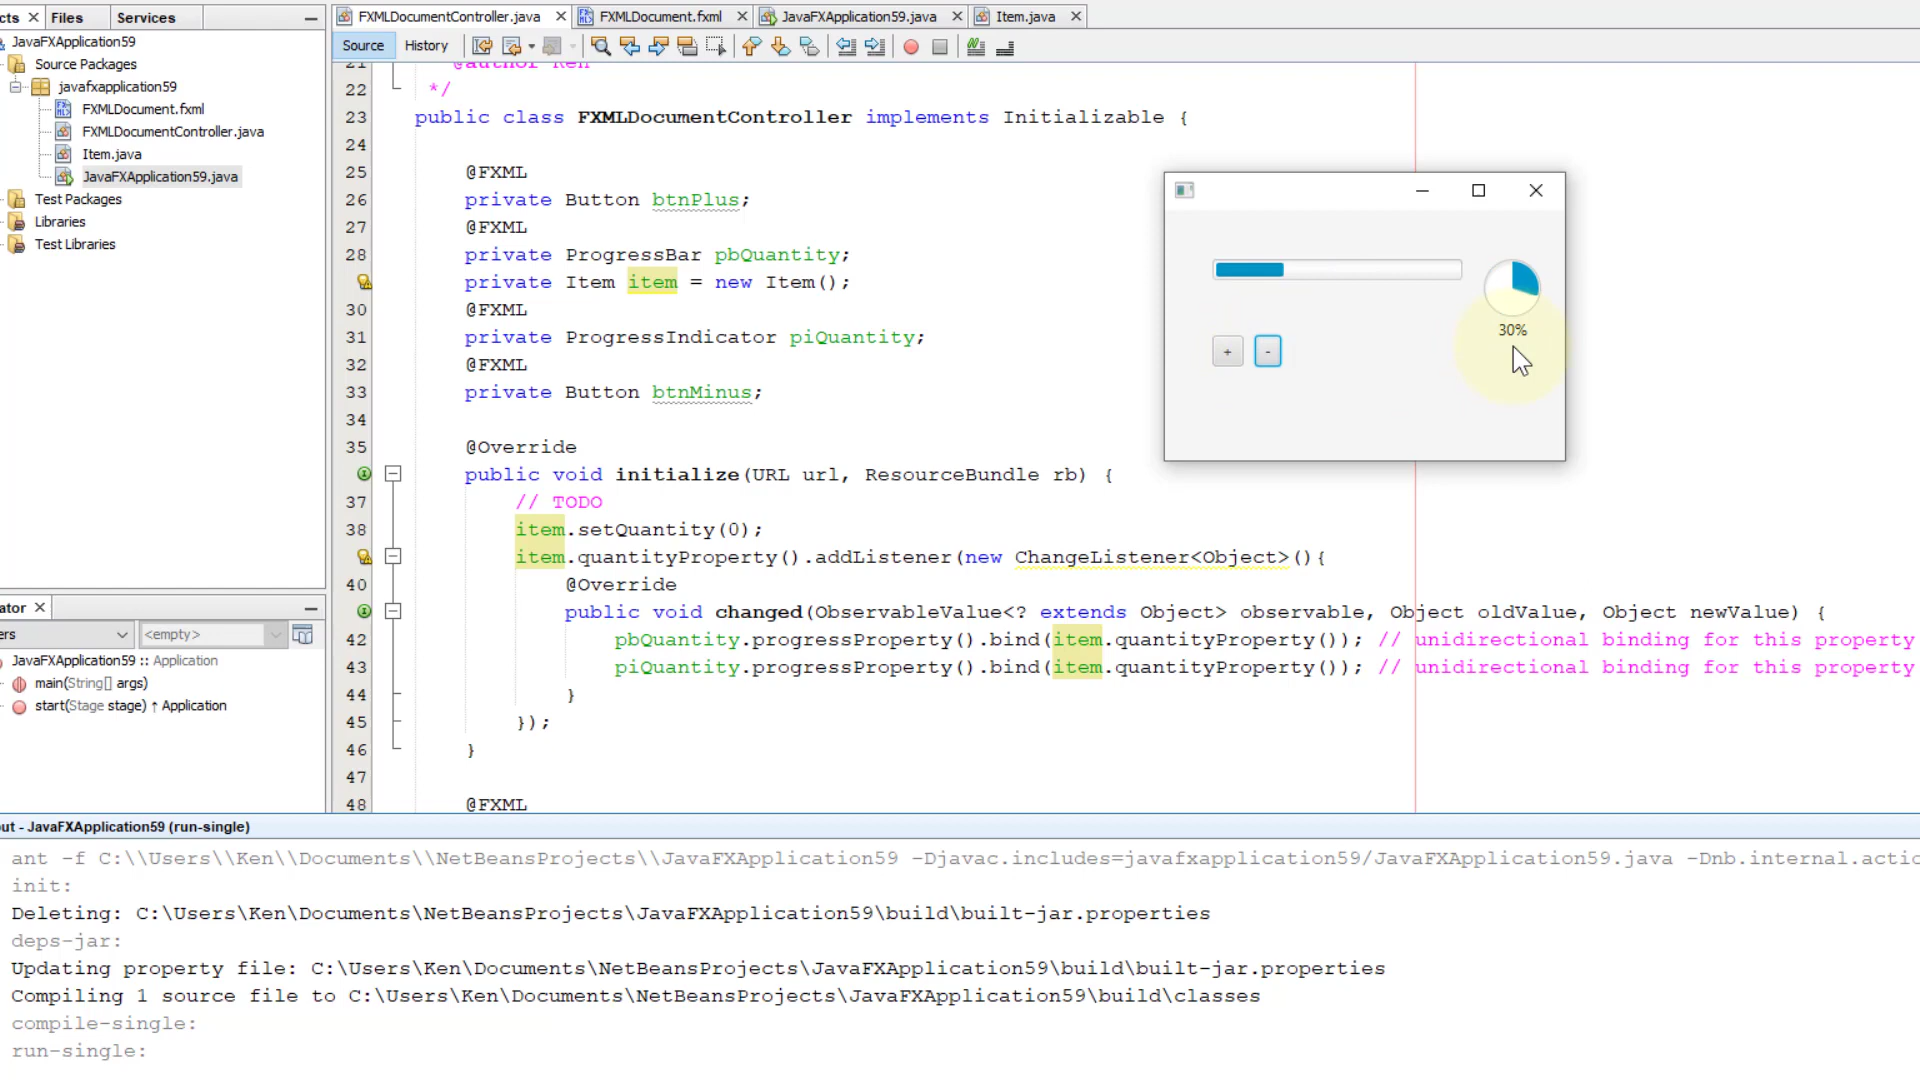 cts
Files
Services
JavaFXApplication59
Source Packages
javafxapplication59
FXMLDocument.fxml
FXMLDocumentController.java
Item.java
JavaFXApplication59.java
Test Packages
Libraries
Test Libraries
ator
ers
<empty>
JavaFXApplication59 :: Application
main(String[] args)
start(Stage stage) ↑ Application
FXMLDocumentController.java
FXMLDocument.fxml
JavaFXApplication59.java
Item.java
Source
History
21 @author Ken
22 */
23 public class FXMLDocumentController implements Initializable {
24
25 @FXML
26 private Button btnPlus;
27 @FXML
28 private ProgressBar pbQuantity;
private Item item = new Item();
30 @FXML
31 private ProgressIndicator piQuantity;
32 @FXML
33 private Button btnMinus;
34
35 @Override
public void initialize(URL url, ResourceBundle rb) {
37 // TODO
38 item.setQuantity(0);
item.quantityProperty().addListener(new ChangeListener<Object>(){
40 @Override
public void changed(ObservableValue<? extends Object> observable, Object oldValue, Object newValue) {
42 pbQuantity.progressProperty().bind(item.quantityProperty()); // unidirectional binding for this property
43 piQuantity.progressProperty().bind(item.quantityProperty()); // unidirectional binding for this property
44 }
45 });
46 }
47
48 @FXML
30%
+
-
ut - JavaFXApplication59 (run-single)
ant -f C:\\Users\\Ken\\Documents\\NetBeansProjects\\JavaFXApplication59 -Djavac.includes=javafxapplication59/JavaFXApplication59.java -Dnb.internal.actio
init:
Deleting: C:\Users\Ken\Documents\NetBeansProjects\JavaFXApplication59\build\built-jar.properties
deps-jar:
Updating property file: C:\Users\Ken\Documents\NetBeansProjects\JavaFXApplication59\build\built-jar.properties
Compiling 1 source file to C:\Users\Ken\Documents\NetBeansProjects\JavaFXApplication59\build\classes
compile-single:
run-single: